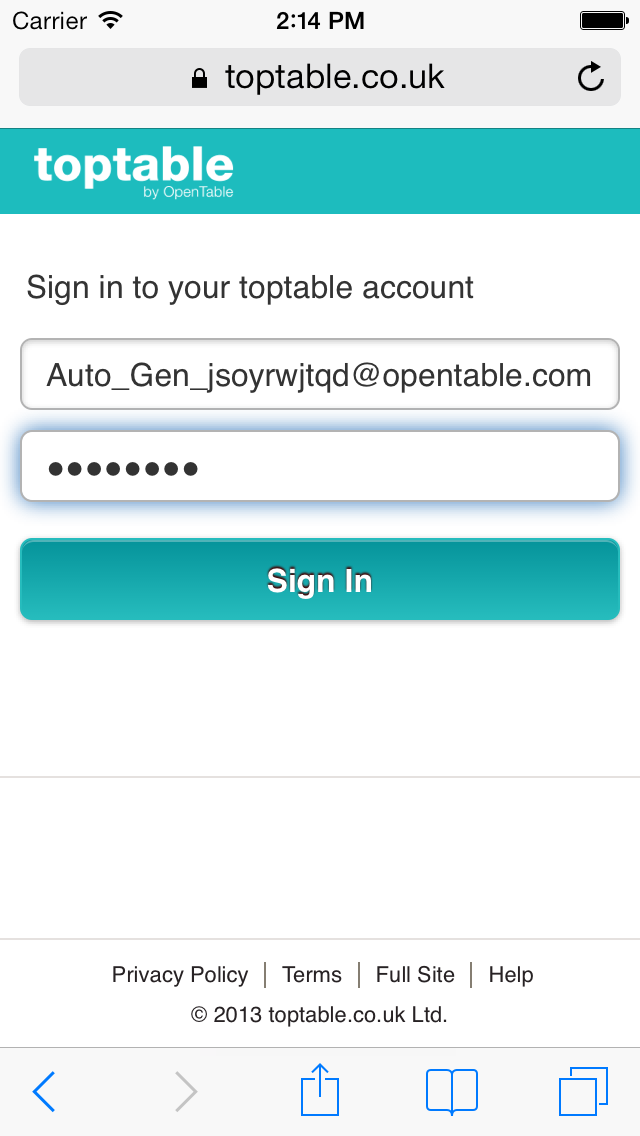 Carrier 2:14 PM
toptable.co.uk
toptable
by OpenTable
Sign in to your toptable account
Auto_Gen_jsoyrwjtqd@opentable.com
••••••••
Sign In
Privacy Policy | Terms | Full Site | Help
© 2013 toptable.co.uk Ltd.